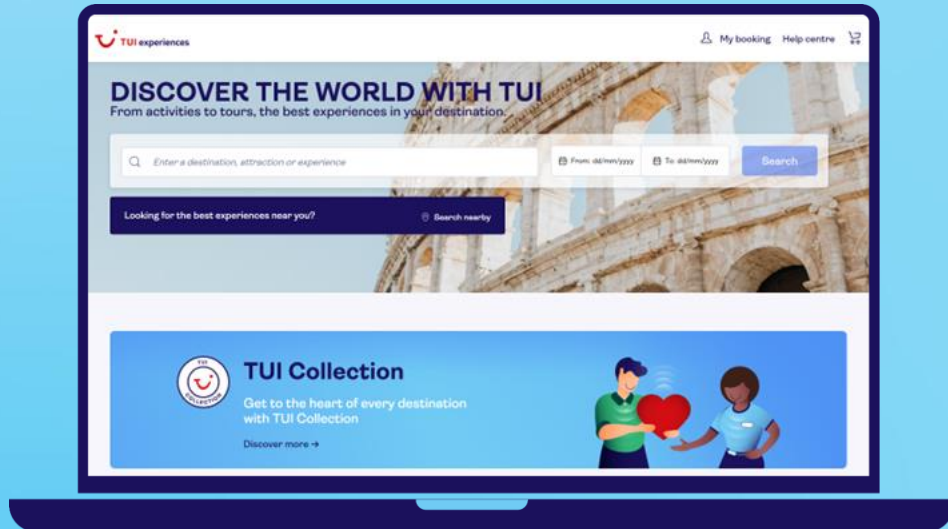 TUI experiences
My booking Help centre
DISCOVER THE WORLD WITH TUI
From activities to tours, the best experiences in your destination.
Enter a destination, attraction or experience
From: dd/mm/yyyy
To: dd/mm/yyyy
Search
Looking for the best experiences near you?
Search nearby
TUI
COLLECTION
TUI Collection
Get to the heart of every destination
with TUI Collection
Discover more →